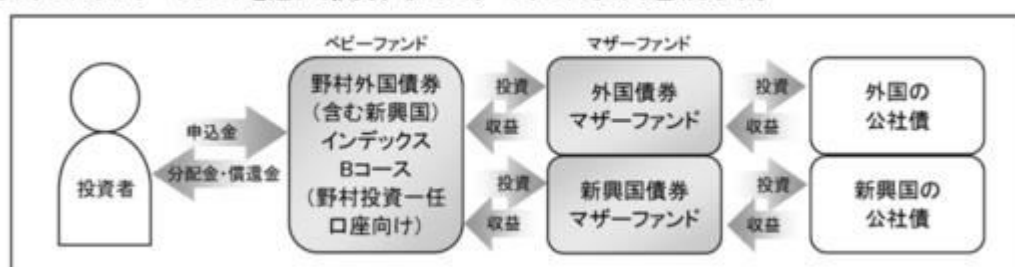 ベビーファンド
マザーファンド
野村外国債券
(含む新興国)
インデックス
Bコース
(野村投資一任
口座向け)
投資者
申込金
分配金・償還金
投資
収益
外国債券
マザーファンド
投資
収益
外国の
公社債
投資
収益
新興国債券
マザーファンド
投資
収益
新興国の
公社債